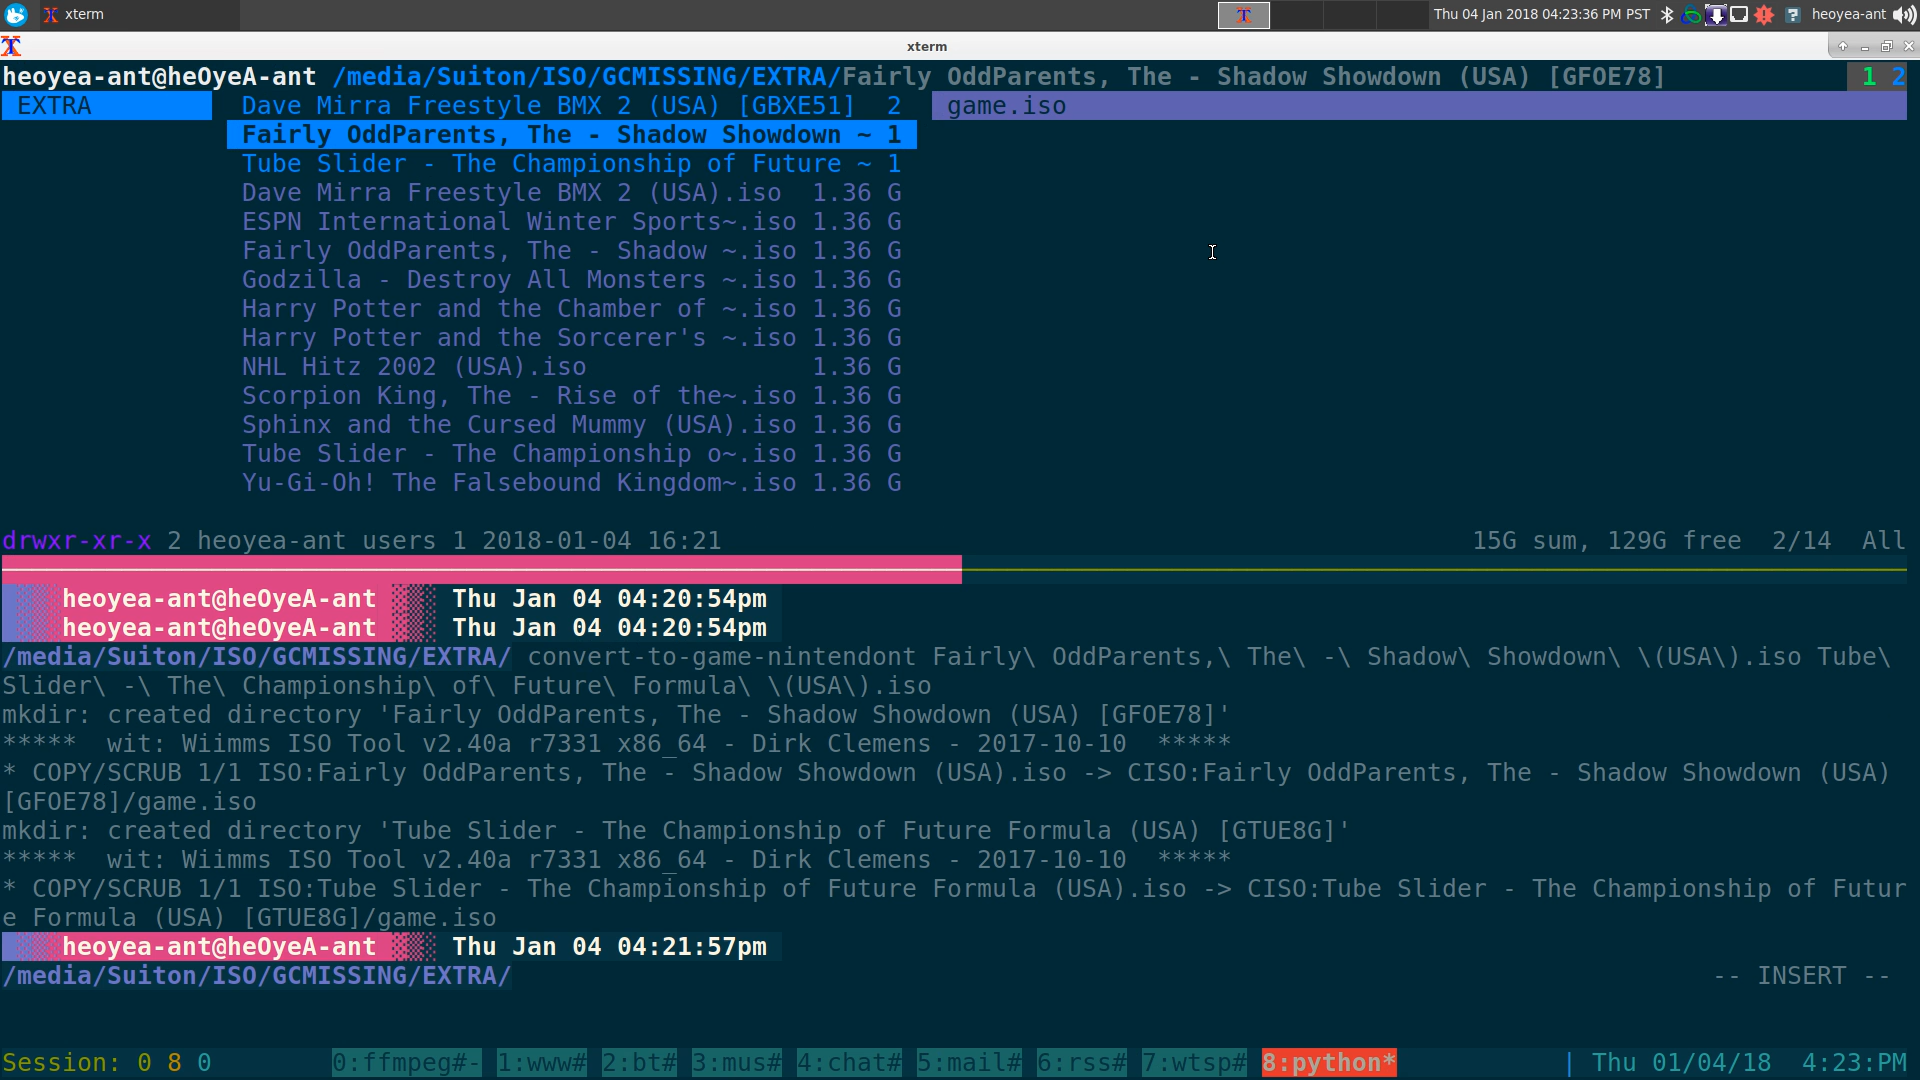 xterm
Thu 04 Jan 2018 04:23:36 PM PST
heoyea-ant
xterm
heoyea-ant@heOyeA-ant /media/Suiton/ISO/GCMISSING/EXTRA/Fairly OddParents, The - Shadow Showdown (USA) [GFOE78] 1 2
EXTRA Dave Mirra Freestyle BMX 2 (USA) [GBXE51] 2 game.iso
Fairly OddParents, The - Shadow Showdown ~ 1
Tube Slider - The Championship of Future ~ 1
Dave Mirra Freestyle BMX 2 (USA).iso 1.36 G
ESPN International Winter Sports~.iso 1.36 G
Fairly OddParents, The - Shadow ~.iso 1.36 G
Godzilla - Destroy All Monsters ~.iso 1.36 G
Harry Potter and the Chamber of ~.iso 1.36 G
Harry Potter and the Sorcerer's ~.iso 1.36 G
NHL Hitz 2002 (USA).iso 1.36 G
Scorpion King, The - Rise of the~.iso 1.36 G
Sphinx and the Cursed Mummy (USA).iso 1.36 G
Tube Slider - The Championship o~.iso 1.36 G
Yu-Gi-Oh! The Falsebound Kingdom~.iso 1.36 G
drwxr-xr-x 2 heoyea-ant users 1 2018-01-04 16:21 15G sum, 129G free 2/14 All
heoyea-ant@heOyeA-ant Thu Jan 04 04:20:54pm
heoyea-ant@heOyeA-ant Thu Jan 04 04:20:54pm
/media/Suiton/ISO/GCMISSING/EXTRA/ convert-to-game-nintendont Fairly\ OddParents,\ The\ -\ Shadow\ Showdown\ \(USA\).iso Tube\
Slider\ -\ The\ Championship\ of\ Future\ Formula\ \(USA\).iso
mkdir: created directory 'Fairly OddParents, The - Shadow Showdown (USA) [GFOE78]'
***** wit: Wiimms ISO Tool v2.40a r7331 x86_64 - Dirk Clemens - 2017-10-10 *****
* COPY/SCRUB 1/1 ISO:Fairly OddParents, The - Shadow Showdown (USA).iso -> CISO:Fairly OddParents, The - Shadow Showdown (USA)
[GFOE78]/game.iso
mkdir: created directory 'Tube Slider - The Championship of Future Formula (USA) [GTUE8G]'
***** wit: Wiimms ISO Tool v2.40a r7331 x86_64 - Dirk Clemens - 2017-10-10 *****
* COPY/SCRUB 1/1 ISO:Tube Slider - The Championship of Future Formula (USA).iso -> CISO:Tube Slider - The Championship of Futur
e Formula (USA) [GTUE8G]/game.iso
heoyea-ant@heOyeA-ant Thu Jan 04 04:21:57pm
/media/Suiton/ISO/GCMISSING/EXTRA/ -- INSERT --
Session: 0 8 0 0:ffmpeg#- 1:www# 2:bt# 3:mus# 4:chat# 5:mail# 6:rss# 7:wtsp# 8:python* | Thu 01/04/18 4:23:PM